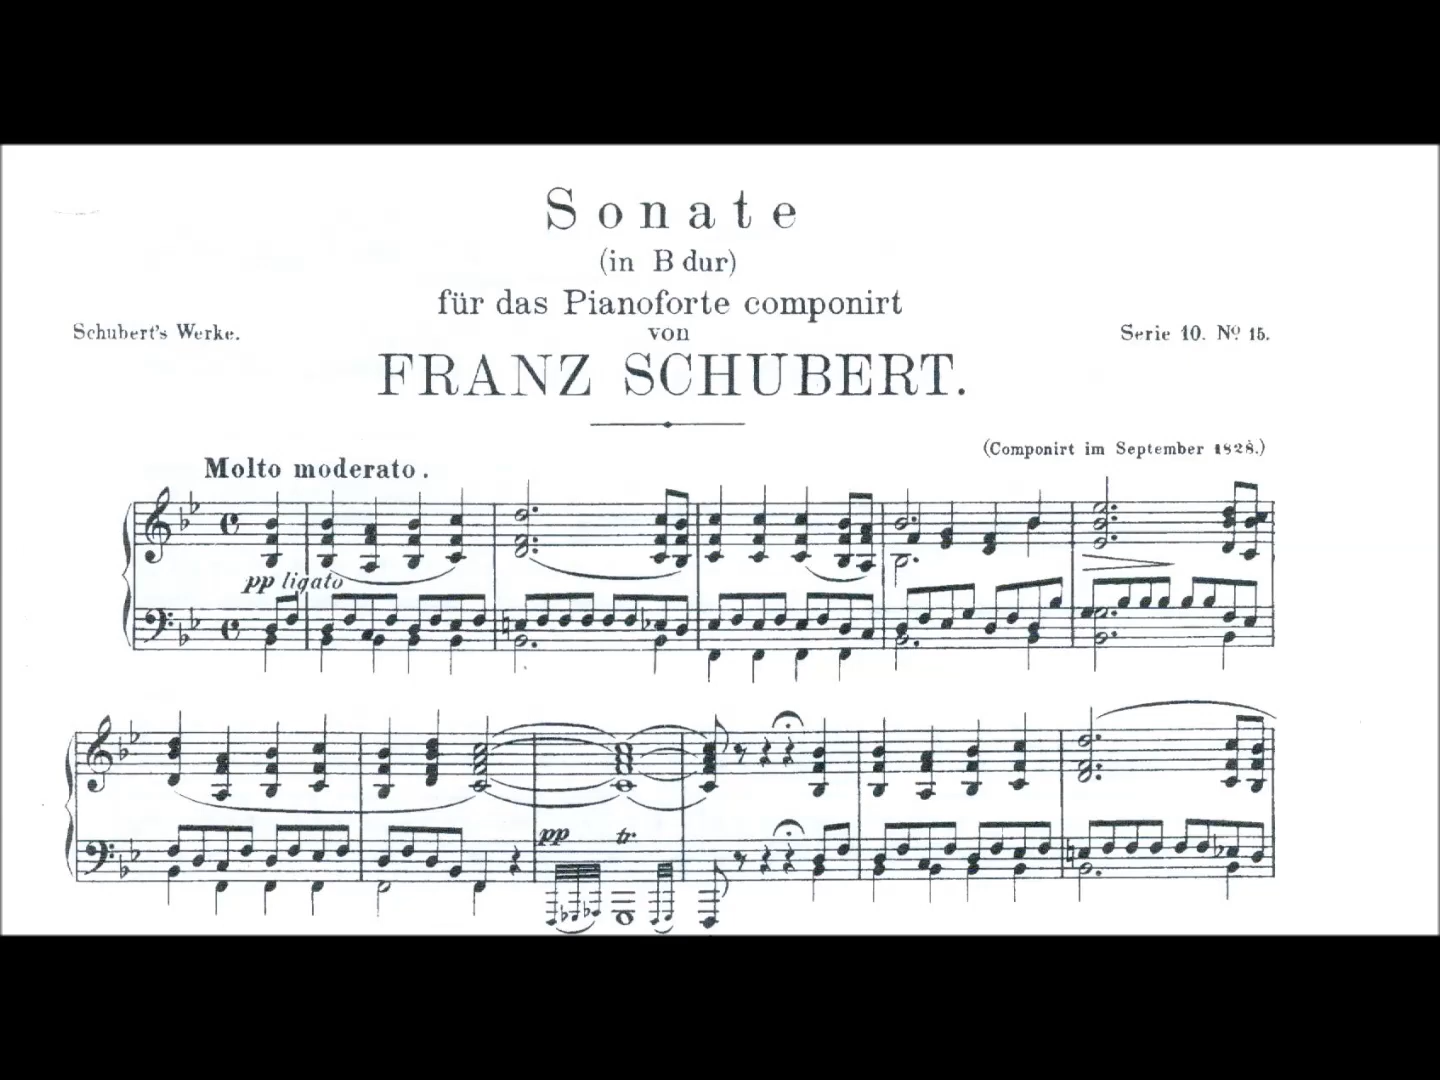 Sonate
(in B dur)
für das Pianoforte componirt
Schubert's Werke.
von
Serie 10. No 15.
FRANZ SCHUBERT.
(Componirt im September 1828.)
Molto moderato.
pp ligato
pp
tr.